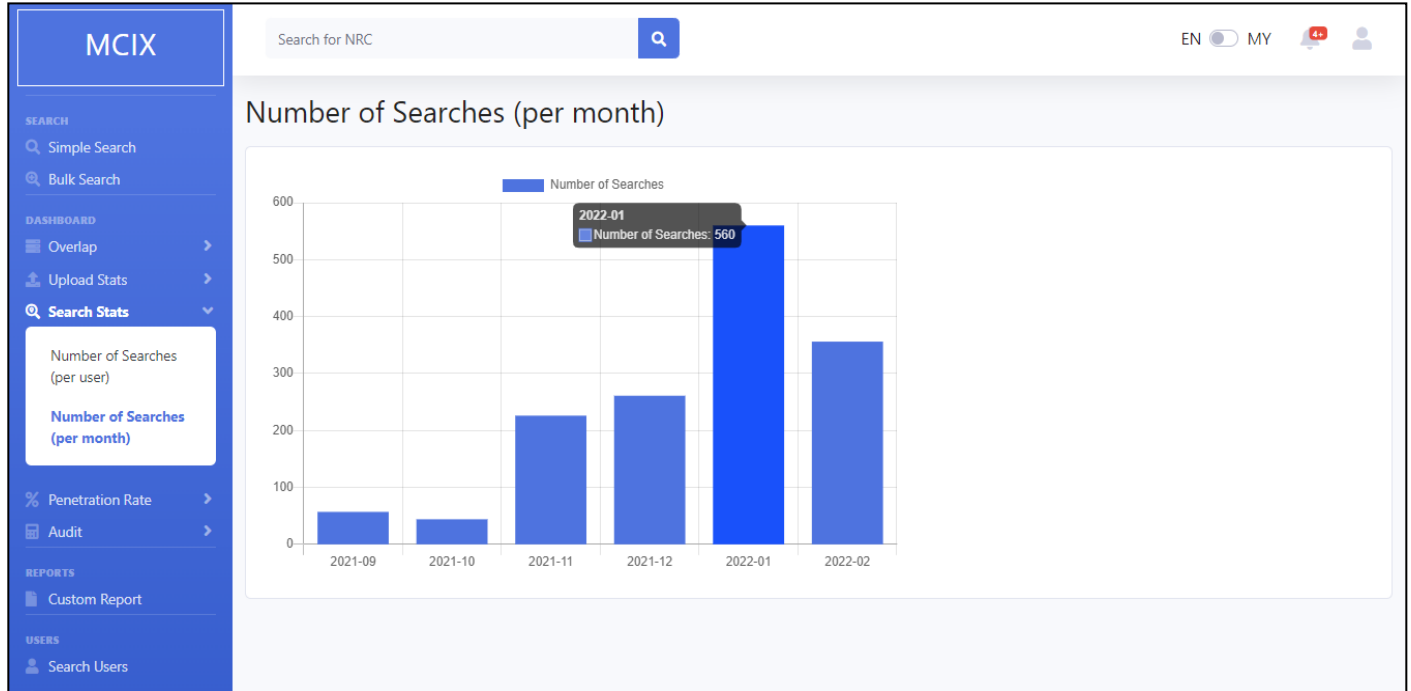 MCIX
Search for NRC
EN
MY
4+
SEARCH
Simple Search
Bulk Search
DASHBOARD
Overlap
Upload Stats
Search Stats
Number of Searches
(per user)
Number of Searches
(per month)
Penetration Rate
Audit
REPORTS
Custom Report
USERS
Search Users
Number of Searches (per month)
Number of Searches
600
500
400
300
200
100
0
2022-01
Number of Searches: 560
2021-09
2021-10
2021-11
2021-12
2022-01
2022-02